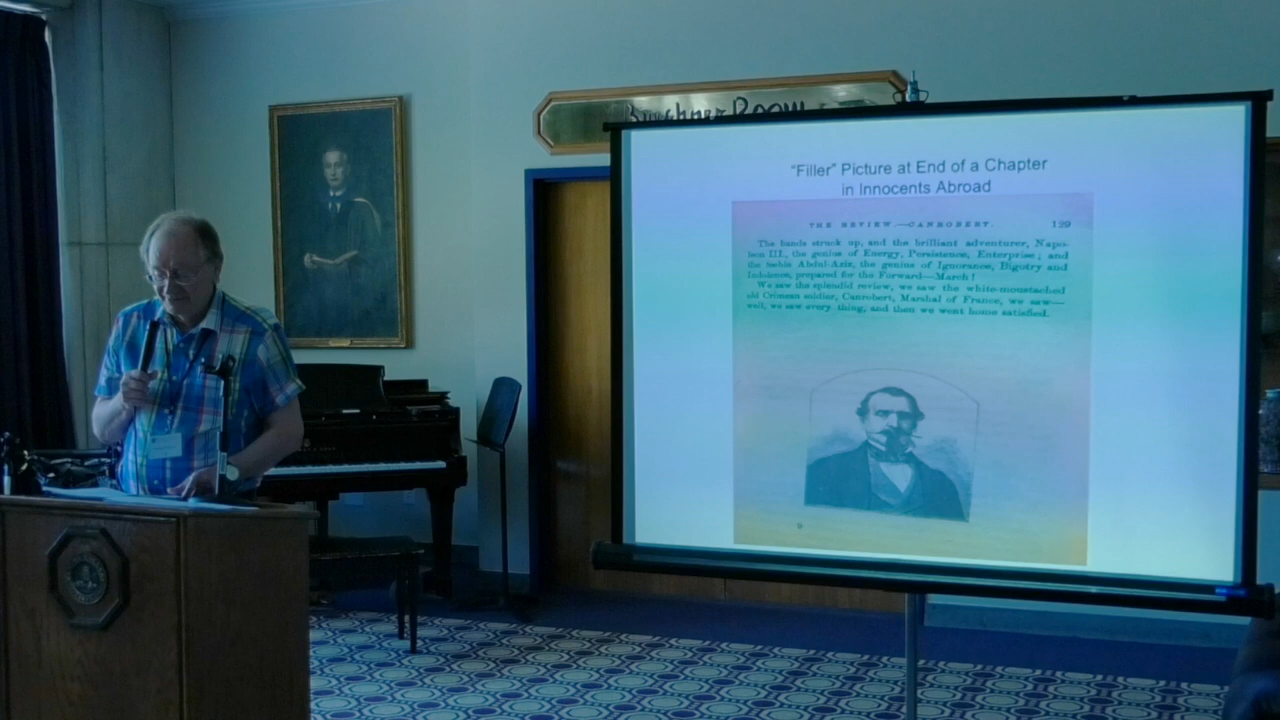 Buechner Room
"Filler" Picture at End of a Chapter
in Innocents Abroad
THE REVIEW.—CANROBERT. 129
The bands struck up, and the brilliant adventurer, Napo-
leon III., the genius of Energy, Persistence, Enterprise; and
the feeble Abdul-Aziz, the genius of Ignorance, Bigotry and
Indolence, prepared for the Forward—March!
We saw the splendid review, we saw the white-moustached
old Crimean soldier, Canrobert, Marshal of France, we saw—
well, we saw every thing, and then we went home satisfied.